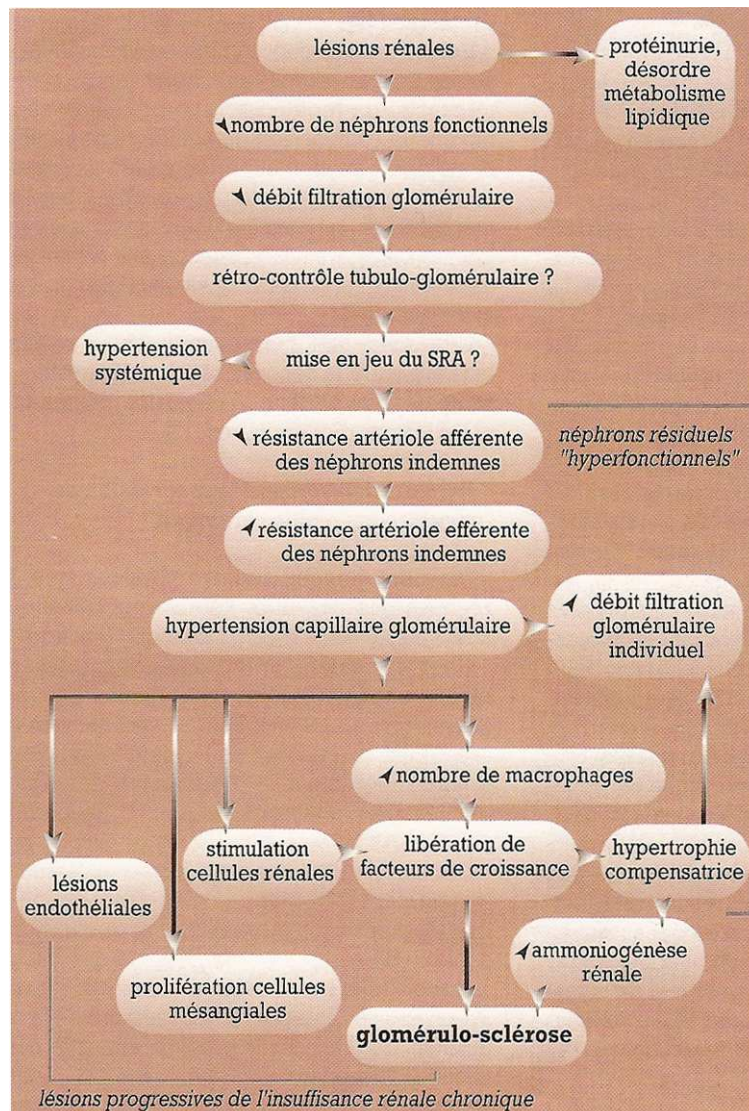 lésions rénales
protéinurie,
désordre
métabolisme
lipidique
nombre de néphrons fonctionnels
débit filtration glomérulaire
rétro-contrôle tubulo-glomérulaire ?
hypertension
systémique
mise en jeu du SRA ?
résistance artériole afférente
des néphrons indemnes
néphrons résiduels
"hyperfonctionnels"
résistance artériole efférente
des néphrons indemnes
hypertension capillaire glomérulaire
débit filtration
glomérulaire
individuel
nombre de macrophages
stimulation
cellules rénales
libération de
facteurs de croissance
hypertrophie
compensatrice
lésions
endothéliales
ammoniogénèse
rénale
prolifération cellules
mésangiales
glomérulo-sclérose
lésions progressives de l'insuffisance rénale chronique